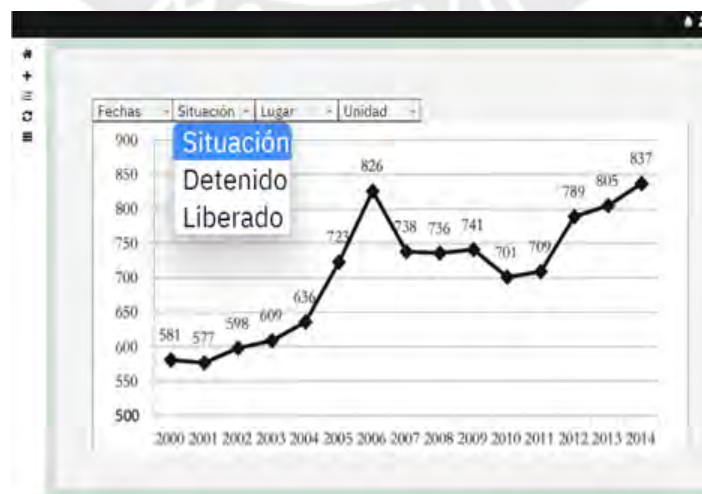 Fechas Situación Lugar Unidad
Situación
Detenido
Liberado
900
850
800
750
700
650
600
550
500
581 577 598 609 636 723 826 738 736 741 701 709 789 805 837
2000 2001 2002 2003 2004 2005 2006 2007 2008 2009 2010 2011 2012 2013 2014